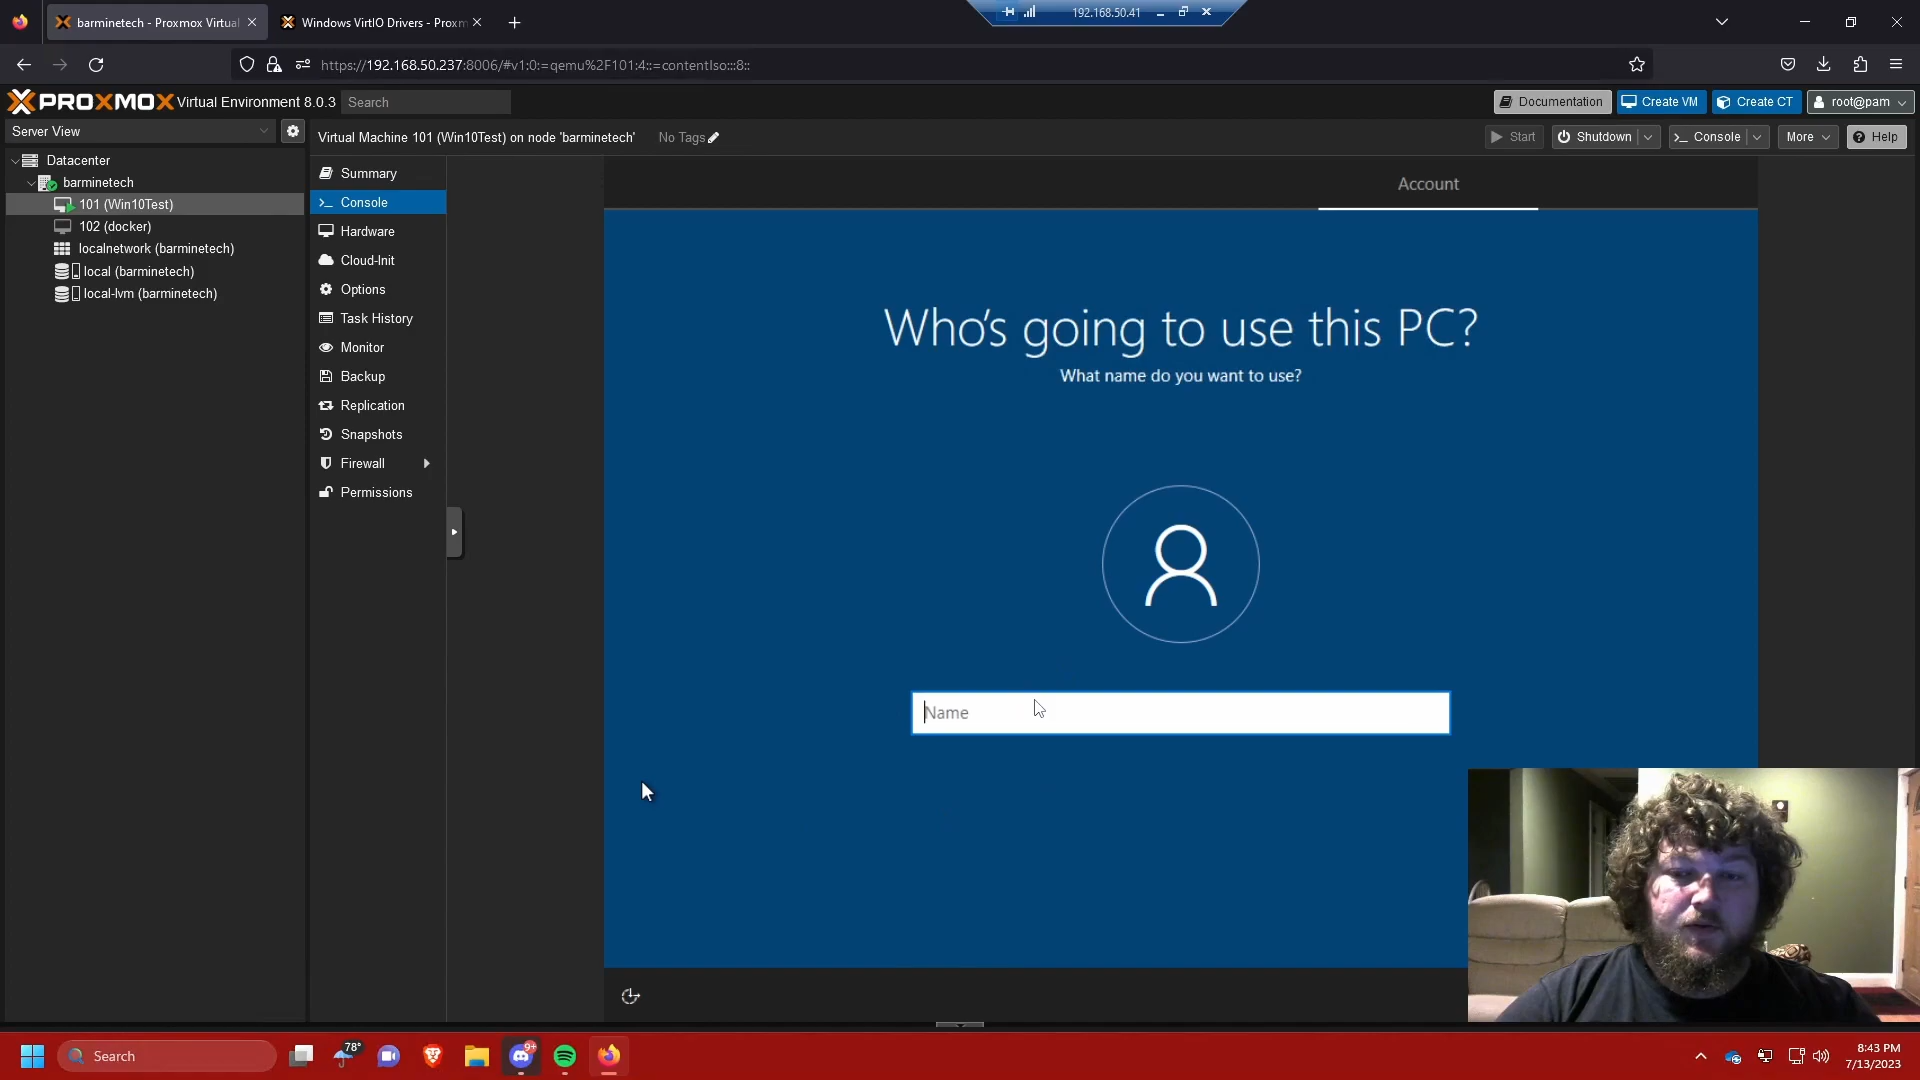 barminetech - Proxmox Virtual
Windows VirtIO Drivers - Proxm
192.168.50.41
https://192.168.50.237:8006/#v1:0:=qemu%2F101:4::=contentIso:::8::
PROXMOX Virtual Environment 8.0.3
Search
Documentation
Create VM
Create CT
root@pam
Server View
Virtual Machine 101 (Win10Test) on node 'barminetech'
No Tags
Start
Shutdown
Console
More
Help
Datacenter
barminetech
101 (Win10Test)
102 (docker)
localnetwork (barminetech)
local (barminetech)
local-lvm (barminetech)
Summary
Console
Hardware
Cloud-Init
Options
Task History
Monitor
Backup
Replication
Snapshots
Firewall
Permissions
Account
Who's going to use this PC?
What name do you want to use?
Name
Search
78°
9+
8:43 PM
7/13/2023